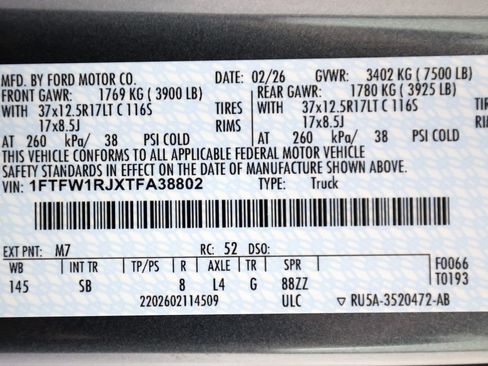 MFD. BY FORD MOTOR CO. DATE: 02/26 GVWR: 3402 KG ( 7500 LB)
FRONT GAWR: 1769 KG ( 3900 LB) REAR GAWR: 1780 KG ( 3925 LB)
WITH 37x12.5R17LT C 116S TIRES WITH 37x12.5R17LT C 116S
17x8.5J RIMS 17x8.5J
AT 260 kPa/ 38 PSI COLD AT 260 kPa/ 38 PSI COLD
THIS VEHICLE CONFORMS TO ALL APPLICABLE FEDERAL MOTOR VEHICLE
SAFETY STANDARDS IN EFFECT ON THE DATE OF MANUFACTURE SHOWN ABOVE.
VIN: 1FTFW1RJXTFA38802 TYPE: Truck
EXT PNT: M7 RC: 52 DSO:
WB INT TR TP/PS R AXLE TR SPR F0066
145 SB 8 L4 G 88ZZ T0193
2202602114509 ULC ▽ RU5A-3520472-AB